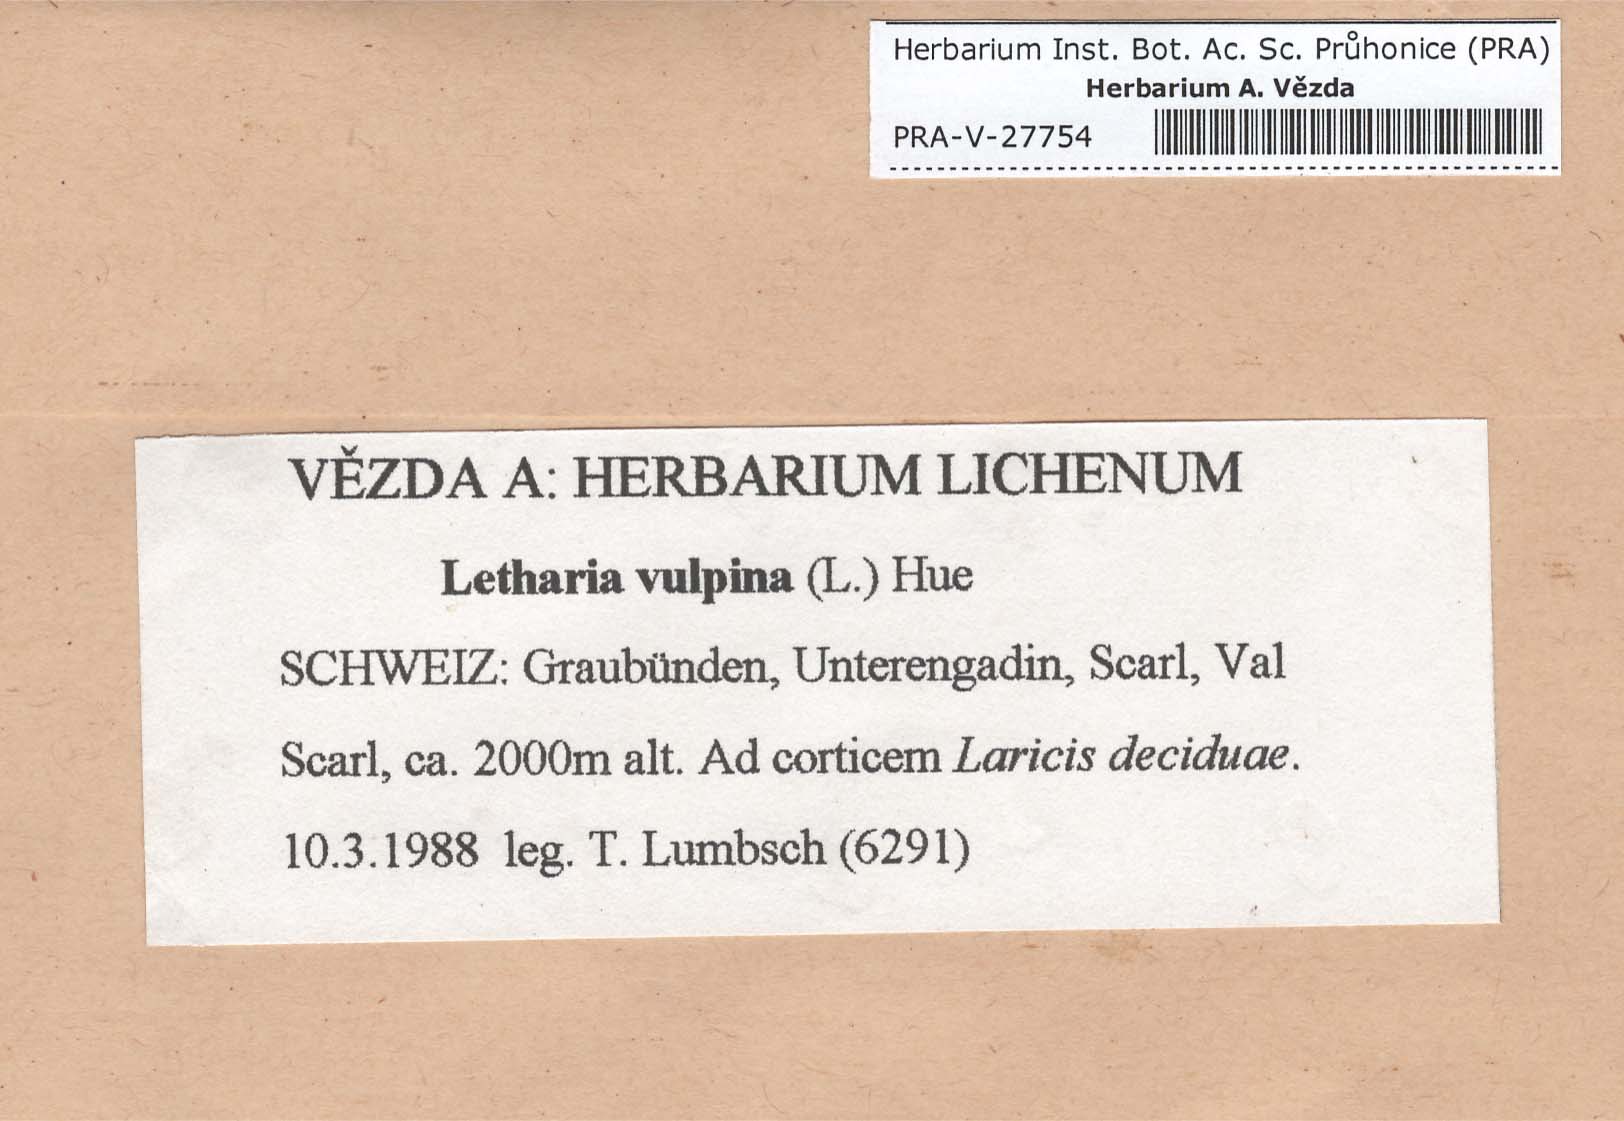 Herbarium Inst. Bot. Ac. Sc. Průhonice (PRA)
Herbarium A. Vězda
PRA-V-27754
VĚZDA A: HERBARIUM LICHENUM
Letharia vulpina (L.) Hue
SCHWEIZ: Graubünden, Unterengadin, Scarl, Val
Scarl, ca. 2000m alt. Ad corticem Laricis deciduae.
10.3.1988 leg. T. Lumbsch (6291)